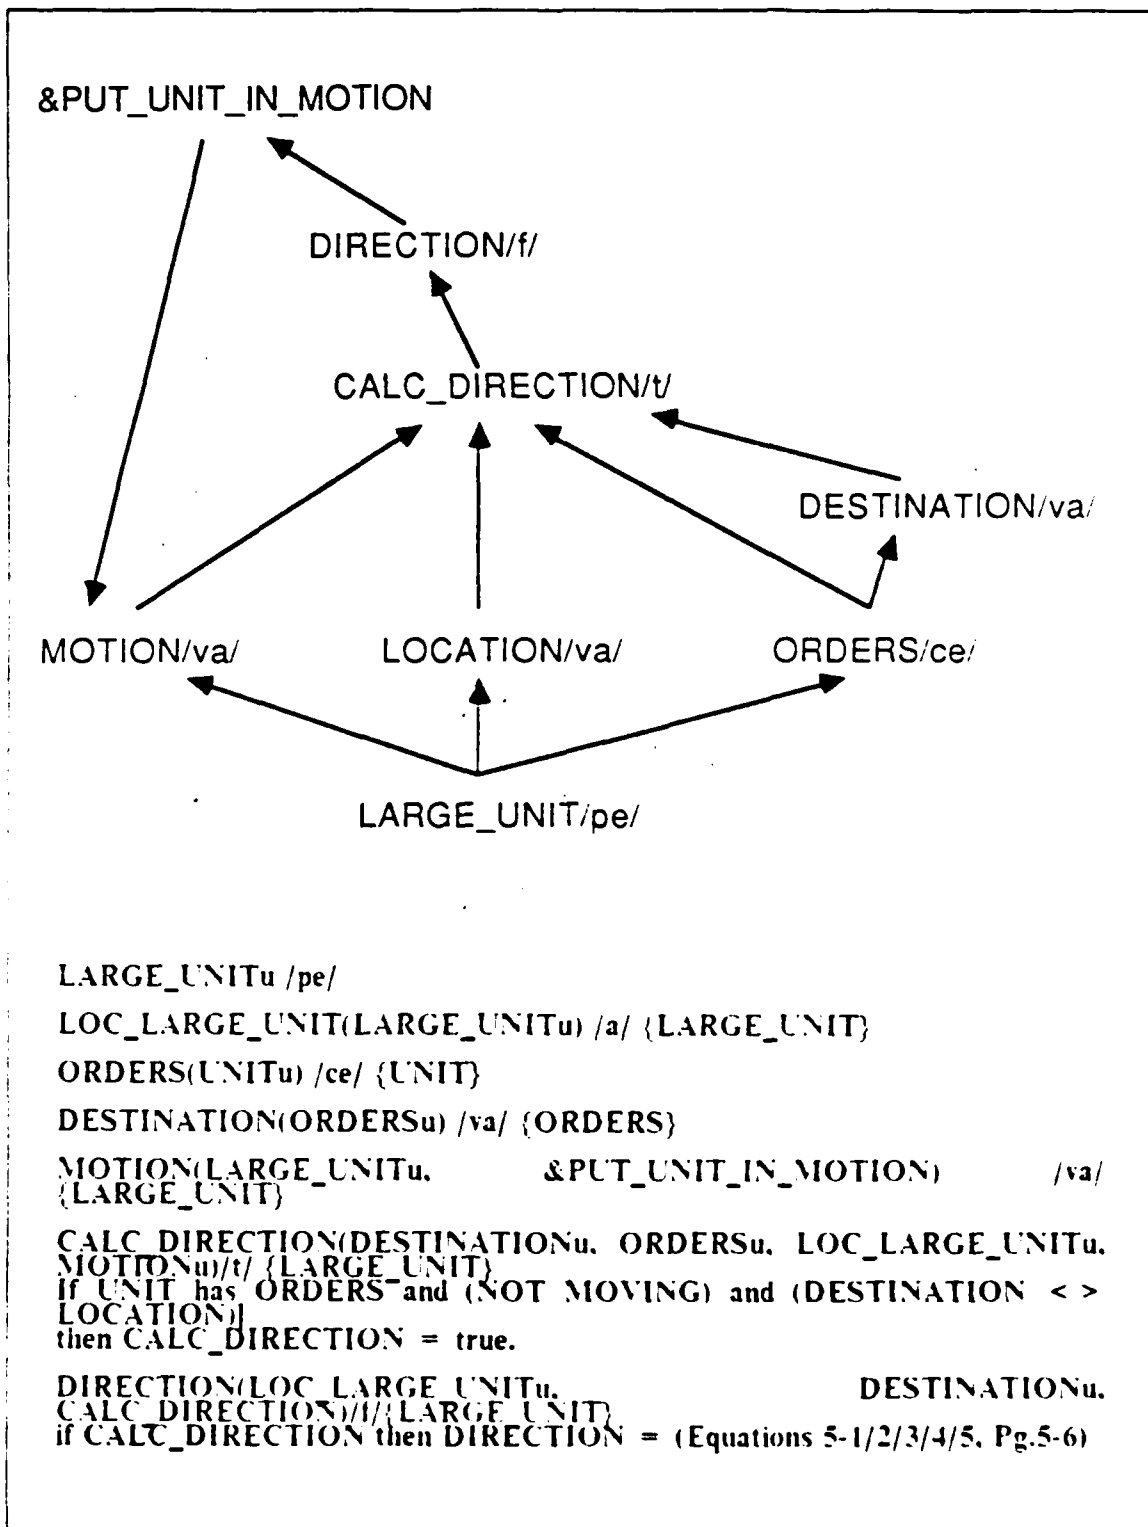 &PUT_UNIT_IN_MOTION
DIRECTION/f/
CALC_DIRECTION/t/
DESTINATION/va/
MOTION/va/ LOCATION/va/ ORDERS/ce/
LARGE_UNIT/pe/
LARGE_UNITu /pe/
LOC_LARGE_UNIT(LARGE_UNITu) /a/ {LARGE_UNIT}
ORDERS(UNITu) /ce/ {UNIT}
DESTINATION(ORDERSu) /va/ {ORDERS}
MOTION(LARGE_UNITu, &PUT_UNIT_IN_MOTION) /va/
{LARGE_UNIT}
CALC_DIRECTION(DESTINATIONu, ORDERSu, LOC_LARGE_UNITu,
MOTIONu)/t/ {LARGE_UNIT}
If UNIT has ORDERS and (NOT MOVING) and (DESTINATION < >
LOCATION)]
then CALC_DIRECTION = true.
DIRECTION(LOC_LARGE_UNITu, DESTINATIONu,
CALC_DIRECTION)/f/{LARGE_UNIT}
if CALC_DIRECTION then DIRECTION = (Equations 5-1/2/3/4/5, Pg.5-6)